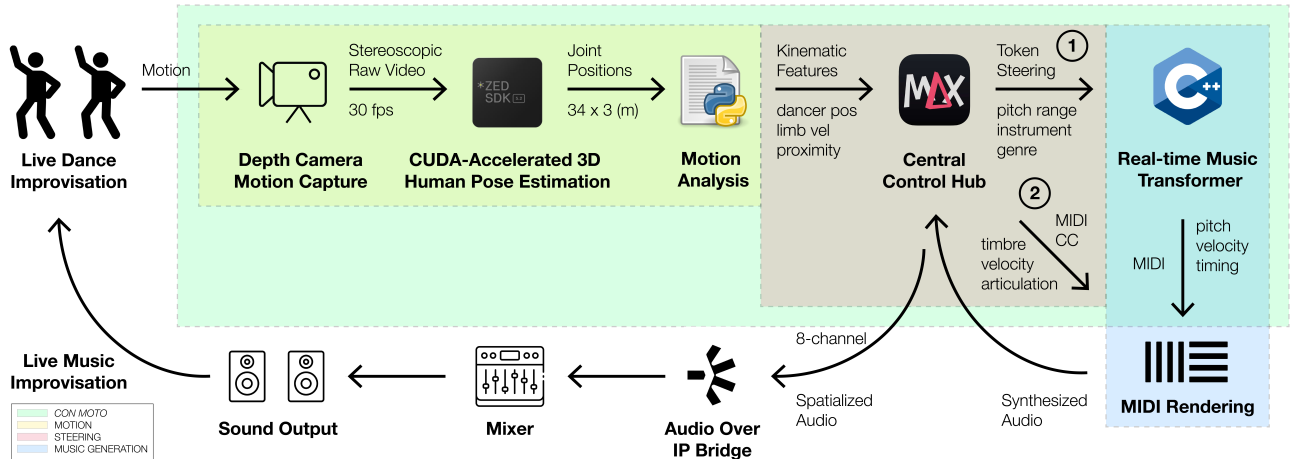 Live Dance
Improvisation
Motion
Depth Camera
Motion Capture
Stereoscopic
Raw Video
30 fps
ZED
SDK
CUDA-Accelerated 3D
Human Pose Estimation
Joint
Positions
34 x 3 (m)
Motion
Analysis
Kinematic
Features
dancer pos
limb vel
proximity
MAX
Central
Control Hub
Token
Steering
1
pitch range
instrument
genre
C++
Real-time Music
Transformer
2
MIDI
CC
timbre
velocity
articulation
MIDI
pitch
velocity
timing
MIDI Rendering
Synthesized
Audio
8-channel
Spatialized
Audio
Audio Over
IP Bridge
Mixer
Sound Output
Live Music
Improvisation
CON MOTO
MOTION
STEERING
MUSIC GENERATION